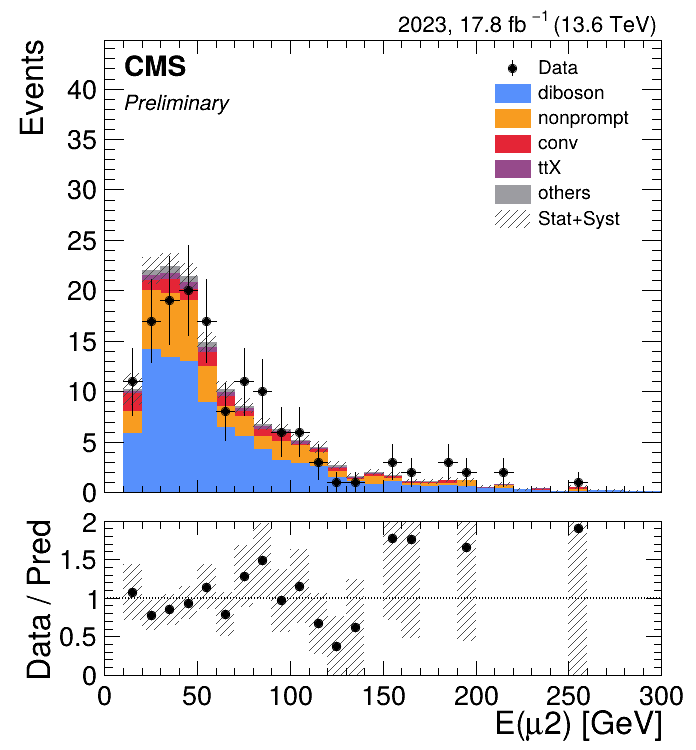 2023, 17.8 fb⁻¹ (13.6 TeV)
CMS
Preliminary
Events
40
35
30
25
20
15
10
5
0
Data
diboson
nonprompt
conv
ttX
others
Stat+Syst
Data / Pred
2
1.5
1
0.5
0
0 50 100 150 200 250 300
E(μ2) [GeV]